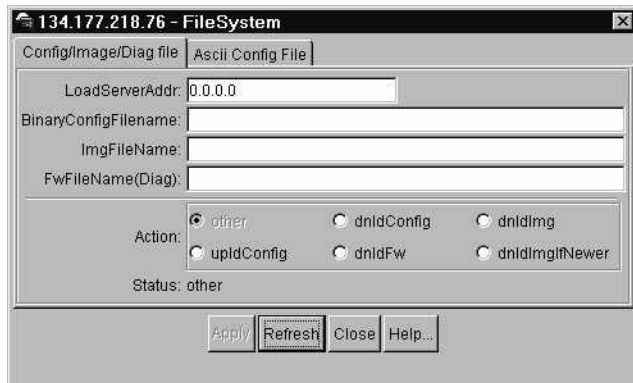 134.177.218.76 - FileSystem
Config/Image/Diag file Ascii Config File
LoadServerAddr: 0.0.0.0
BinaryConfigFilename:
ImgFileName:
FwFileName(Diag):
Action:
other dnldConfig dnldImg
upldConfig dnldFw dnldImgIfNewer
Status: other
Apply Refresh Close Help...